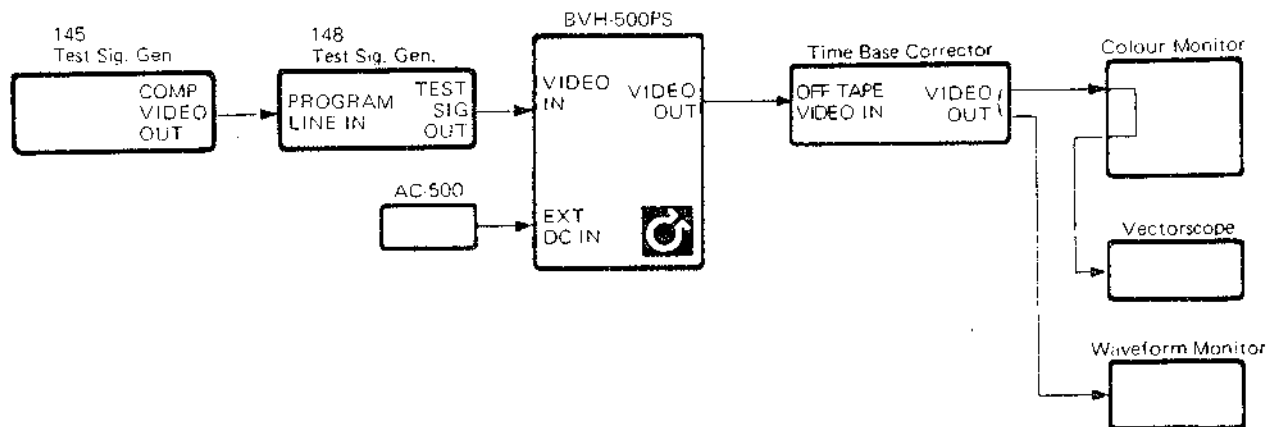 145
Test Sig. Gen
COMP
VIDEO
OUT
148
Test Sig. Gen.
PROGRAM
LINE IN
TEST
SIG
OUT
AC-500
BVH-500PS
VIDEO
IN
VIDEO
OUT
EXT
DC IN
Time Base Corrector
OFF TAPE
VIDEO IN
VIDEO
OUT
Colour Monitor
Vectorscope
Waveform Monitor